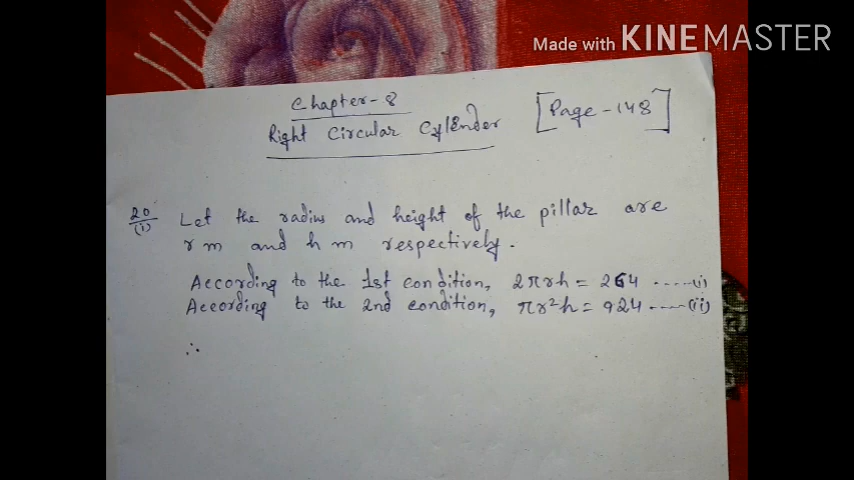 Made with KINEMASTER
Chapter-8
Right Circular Cylender [Page-148]
20/(i) Let the radius and height of the pillar are
r m and h m respectively.
According to the 1st condition, 2πrh = 264 .....(i)
According to the 2nd condition, πr²h = 924 .....(ii)
∴